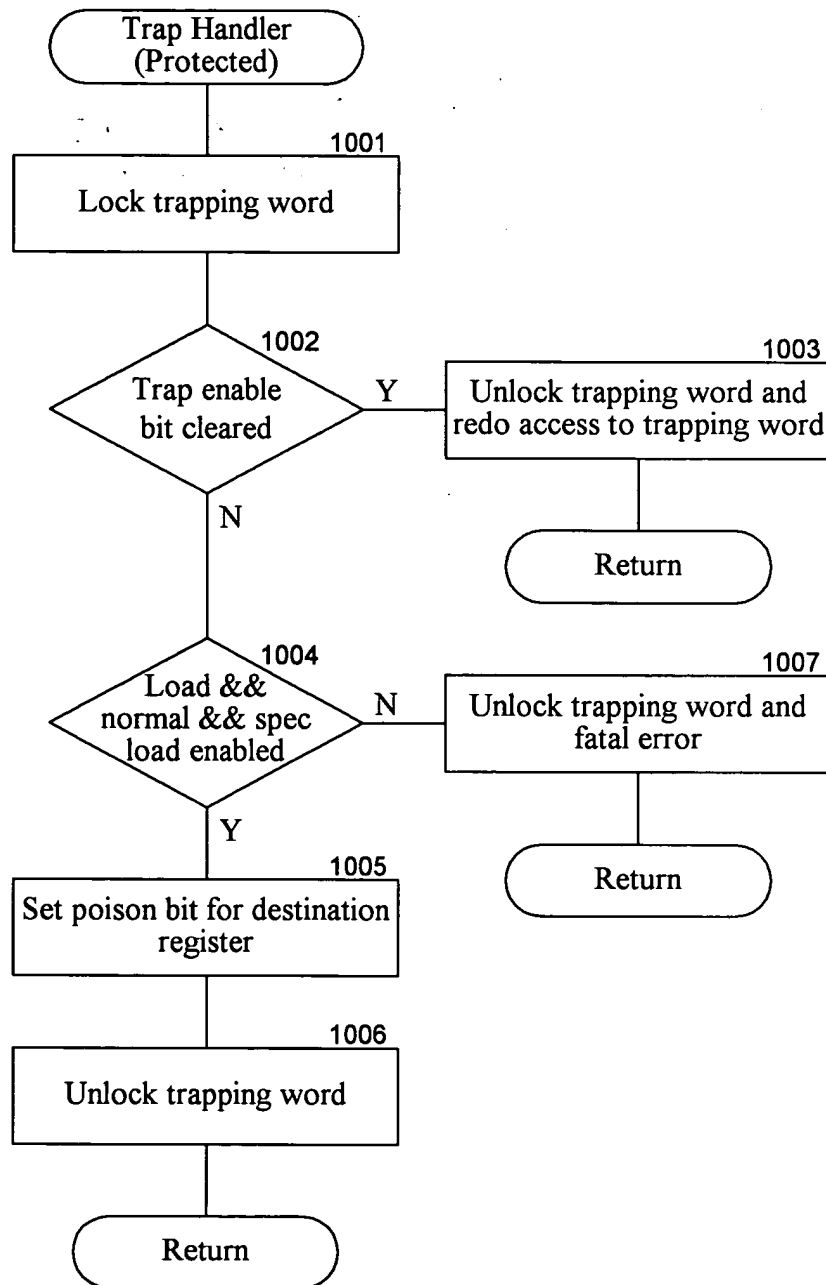 Trap Handler
(Protected)
1001
Lock trapping word
1002
Trap enable
bit cleared
Y
N
1003
Unlock trapping word and
redo access to trapping word
Return
1004
Load &&
normal && spec
load enabled
N
Y
1007
Unlock trapping word and
fatal error
Return
1005
Set poison bit for destination
register
1006
Unlock trapping word
Return